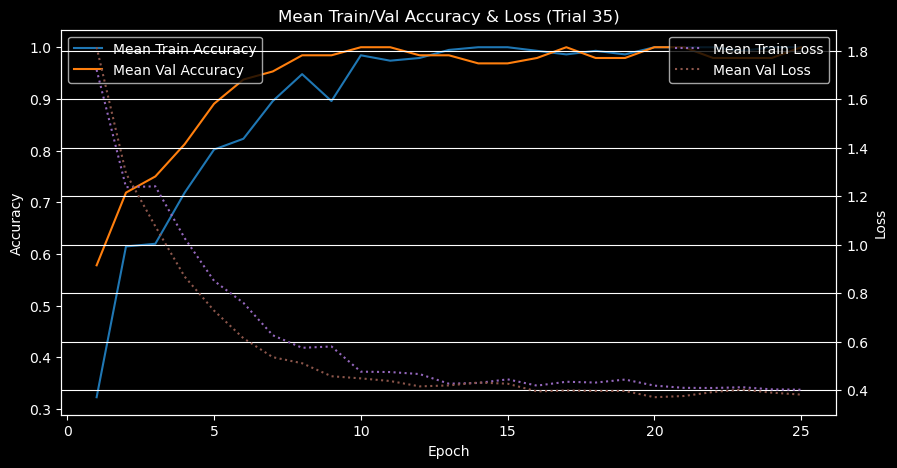 Mean Train/Val Accuracy & Loss (Trial 35)
Mean Train Accuracy
Mean Val Accuracy
Mean Train Loss
Mean Val Loss
1.0
0.9
0.8
0.7
0.6
0.5
0.4
0.3
Accuracy
1.8
1.6
1.4
1.2
1.0
0.8
0.6
0.4
Loss
0
5
10
15
20
25
Epoch